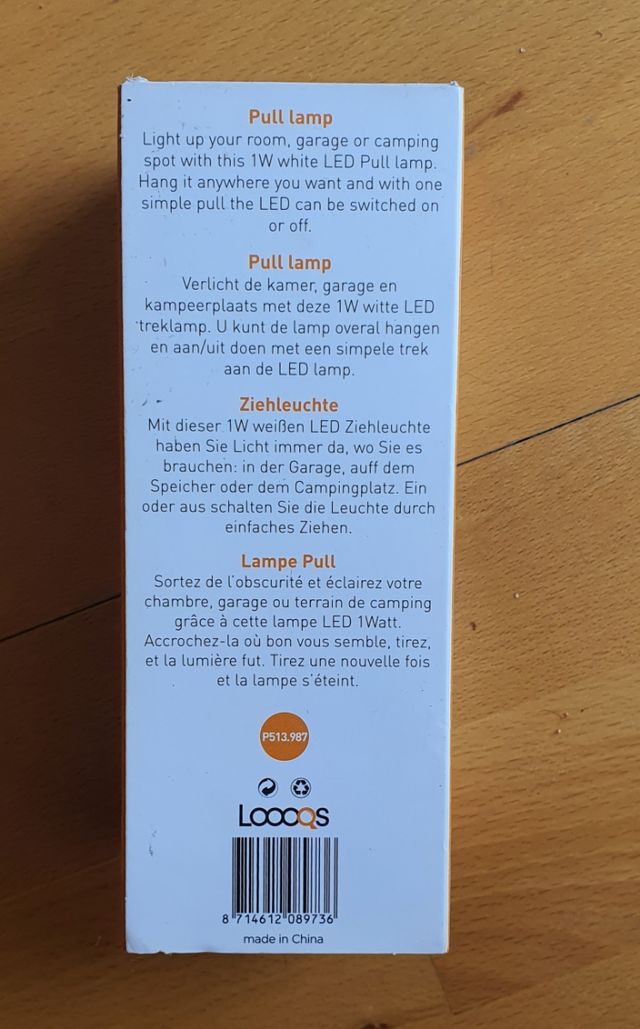 Pull lamp
Light up your room, garage or camping
spot with this 1W white LED Pull lamp.
Hang it anywhere you want and with one
simple pull the LED can be switched on
or off.
Pull lamp
Verlicht de kamer, garage en
kampeerplaats met deze 1W witte LED
treklamp. U kunt de lamp overal hangen
en aan/uit doen met een simpele trek
aan de LED lamp.
Ziehleuchte
Mit dieser 1W weißen LED Ziehleuchte
haben Sie Licht immer da, wo Sie es
brauchen: in der Garage, auff dem
Speicher oder dem Campingplatz. Ein
oder aus schalten Sie die Leuchte durch
einfaches Ziehen.
Lampe Pull
Sortez de l'obscurité et éclairez votre
chambre, garage ou terrain de camping
grâce à cette lampe LED 1Watt.
Accrochez-la où bon vous semble, tirez,
et la lumière fut. Tirez une nouvelle fois
et la lampe s'éteint.
P513.987
LOOOQS
8 714612 089736
made in China